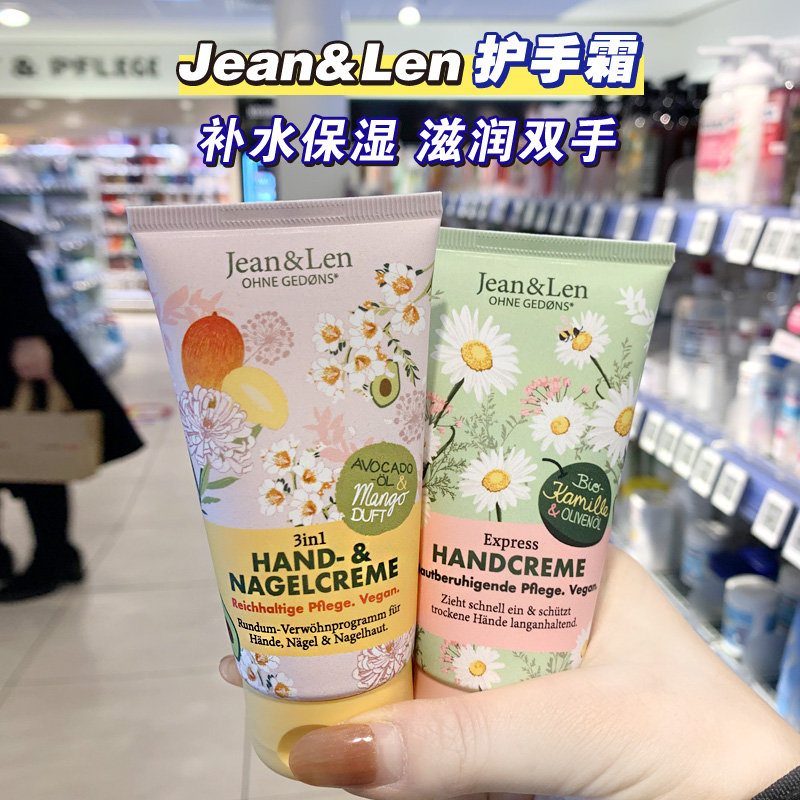 & PFLEGE
Jean&Len 护手霜
补水保湿 滋润双手
Jean&Len
OHNE GEDØNS*
AVOCADO
-ÖL &
Mango
DUFT
3in1
HAND- &
NAGELCREME
Reichhaltige Pflege. Vegan.
Rundum-Verwöhnprogramm für
Hände, Nägel & Nagelhaut.
Jean&Len
OHNE GEDØNS*
Bio-
Kamille
& OLIVENÖL
Express
HANDCREME
autberuhigende Pflege. Vegan.
Zieht schnell ein & schützt
trockene Hände langanhaltend.